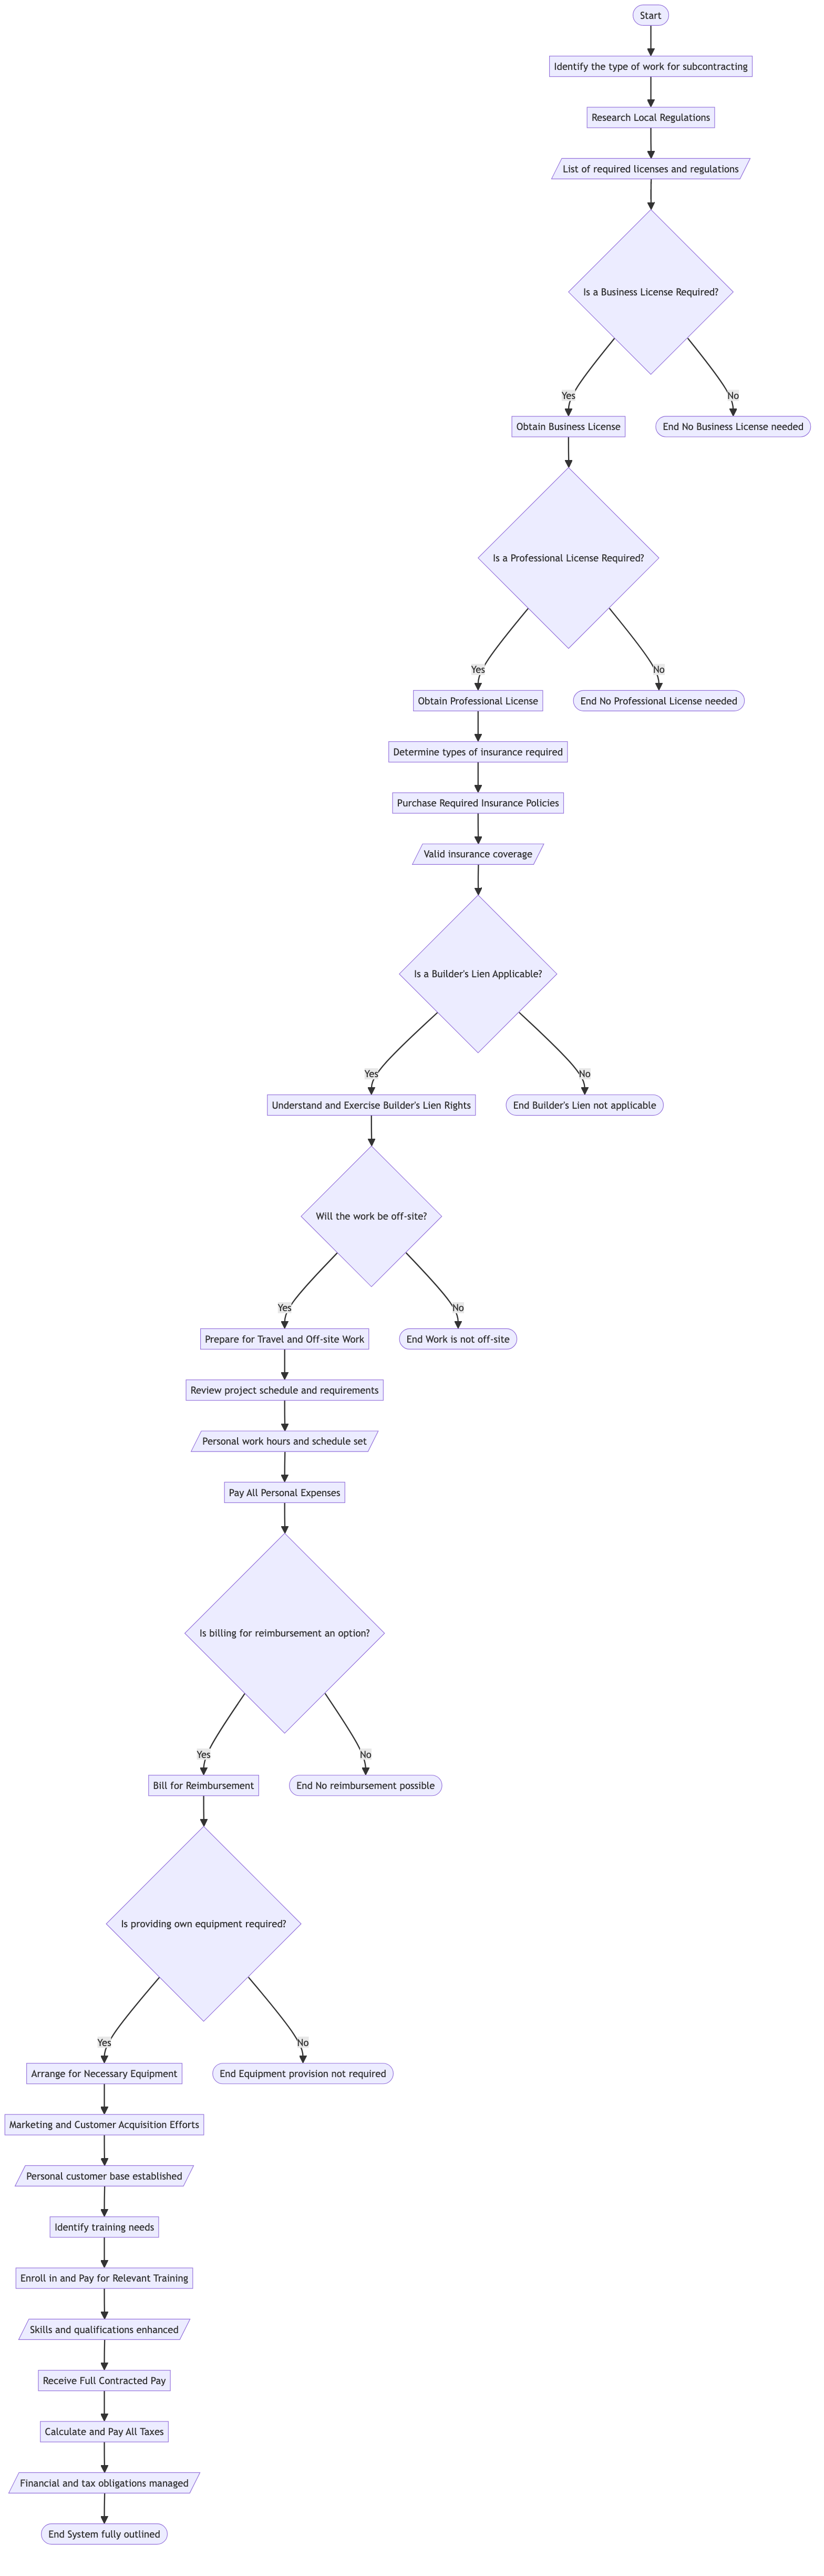 Start
Identify the type of work for subcontracting
Research Local Regulations
List of required licenses and regulations
Is a Business License Required?
Yes
No
Obtain Business License
End No Business License needed
Is a Professional License Required?
Yes
No
Obtain Professional License
End No Professional License needed
Determine types of insurance required
Purchase Required Insurance Policies
Valid insurance coverage
Is a Builder's Lien Applicable?
Yes
No
Understand and Exercise Builder's Lien Rights
End Builder's Lien not applicable
Will the work be off-site?
Yes
No
Prepare for Travel and Off-site Work
End Work is not off-site
Review project schedule and requirements
Personal work hours and schedule set
Pay All Personal Expenses
Is billing for reimbursement an option?
Yes
No
Bill for Reimbursement
End No reimbursement possible
Is providing own equipment required?
Yes
No
Arrange for Necessary Equipment
End Equipment provision not required
Marketing and Customer Acquisition Efforts
Personal customer base established
Identify training needs
Enroll in and Pay for Relevant Training
Skills and qualifications enhanced
Receive Full Contracted Pay
Calculate and Pay All Taxes
Financial and tax obligations managed
End System fully outlined